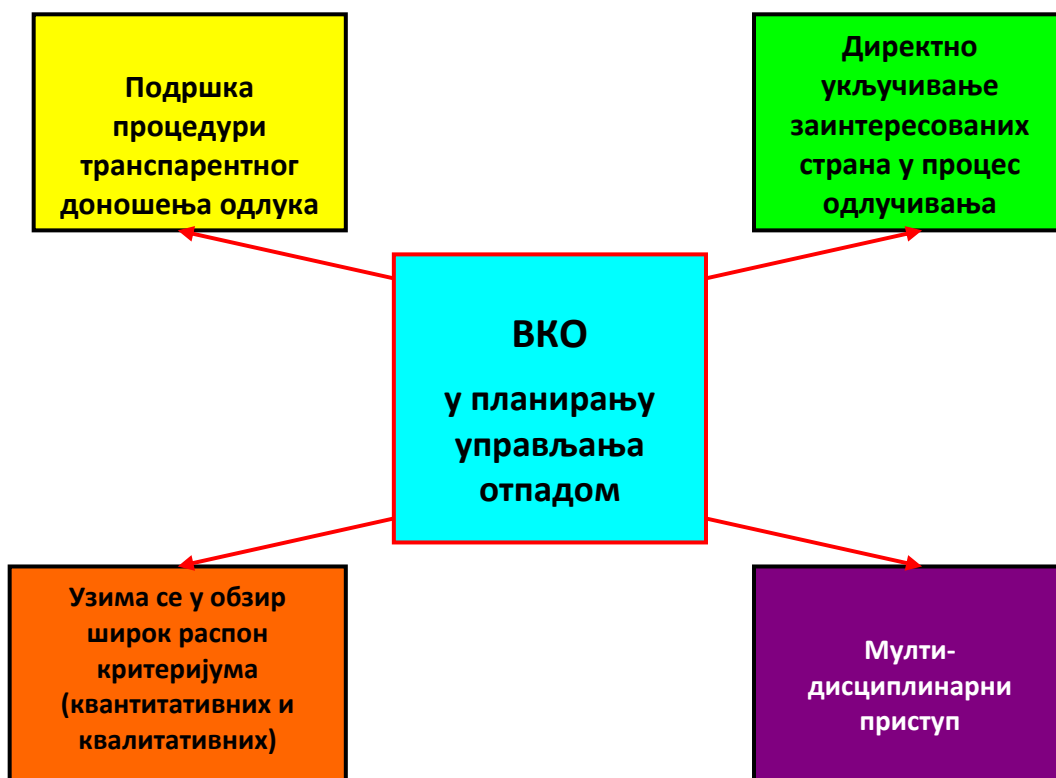 Подршка
процедури
транспарентног
доношења одлука
Директно
укључивање
заинтересованих
страна у процес
одлучивања
ВКО
у планирању
управљања
отпадом
Узима се у обзир
широк распон
критеријума
(квантитативних и
квалитативних)
Мулти-
дисциплинарни
приступ